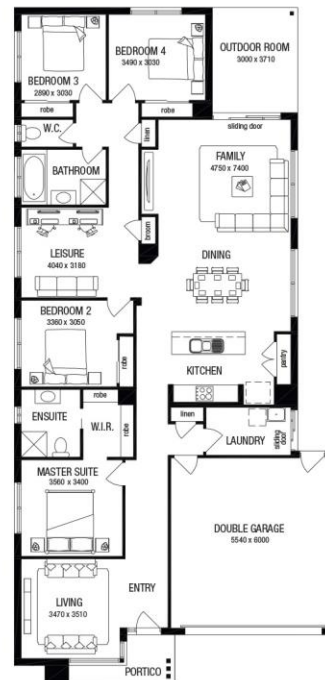 BEDROOM 4
3490 x 3030
OUTDOOR ROOM
3000 x 3710
BEDROOM 3
2890 x 3030
robe
robe
W.C.
linen
sliding door
FAMILY
4750 x 7400
BATHROOM
LEISURE
4040 x 3180
broom
DINING
BEDROOM 2
3360 x 3050
robe
KITCHEN
pantry
ENSUITE
robe
W.I.R.
robe
linen
LAUNDRY
sliding
door
MASTER SUITE
3560 x 3400
DOUBLE GARAGE
5540 x 6000
LIVING
3470 x 3510
ENTRY
PORTICO